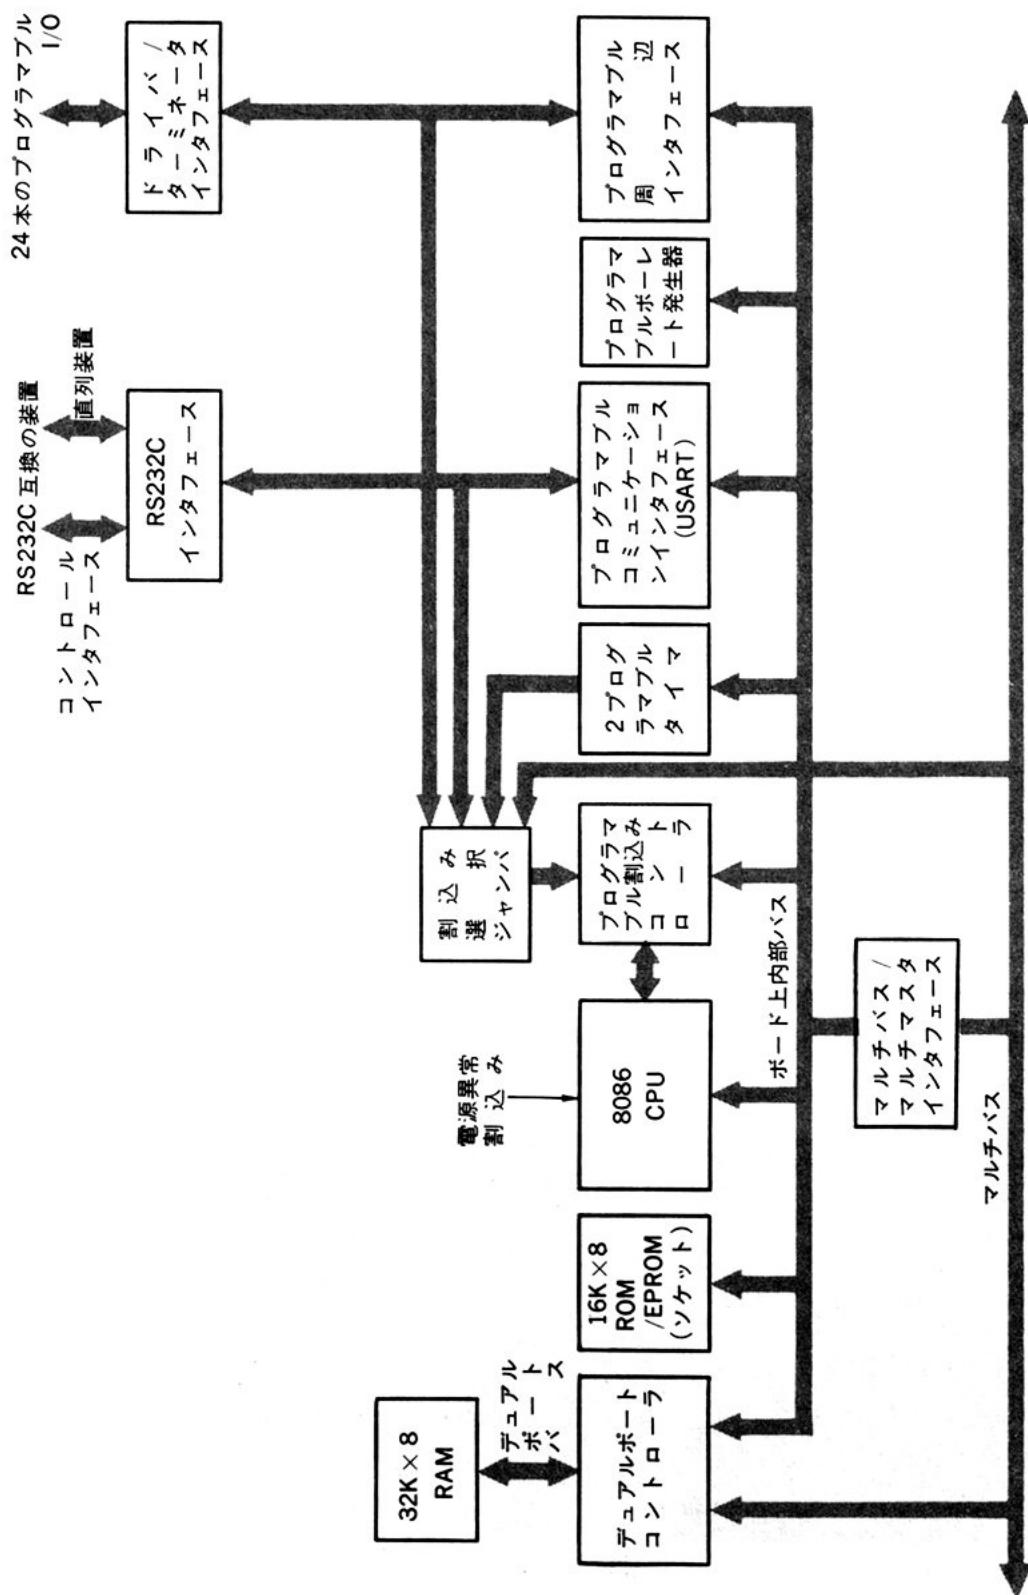 24本のプログラマブル
I/O
ドライバ/
ターミネータ
インタフェース
プログラマブル
周辺
インタフェース
プログラマ
ブルボーレ
ート発生器
RS232C 互換の装置
直列装置
コントロール
インタフェース
RS232C
インタフェース
プログラマブル
コミュニケーショ
ンインタフェース
(USART)
2プログ
ラマブル
タイマ
割込み
選択
ジャンパ
プログラマ
ブル割込み
コント
ローラ
電源異常
割込み
8086
CPU
ボード上内部バス
マルチバス/
マルチマスタ
インタフェース
マルチバス
16K×8
ROM
/EPROM
(ソケット)
32K×8
RAM
デュアル
ポート
バス
デュアルポート
コントローラ